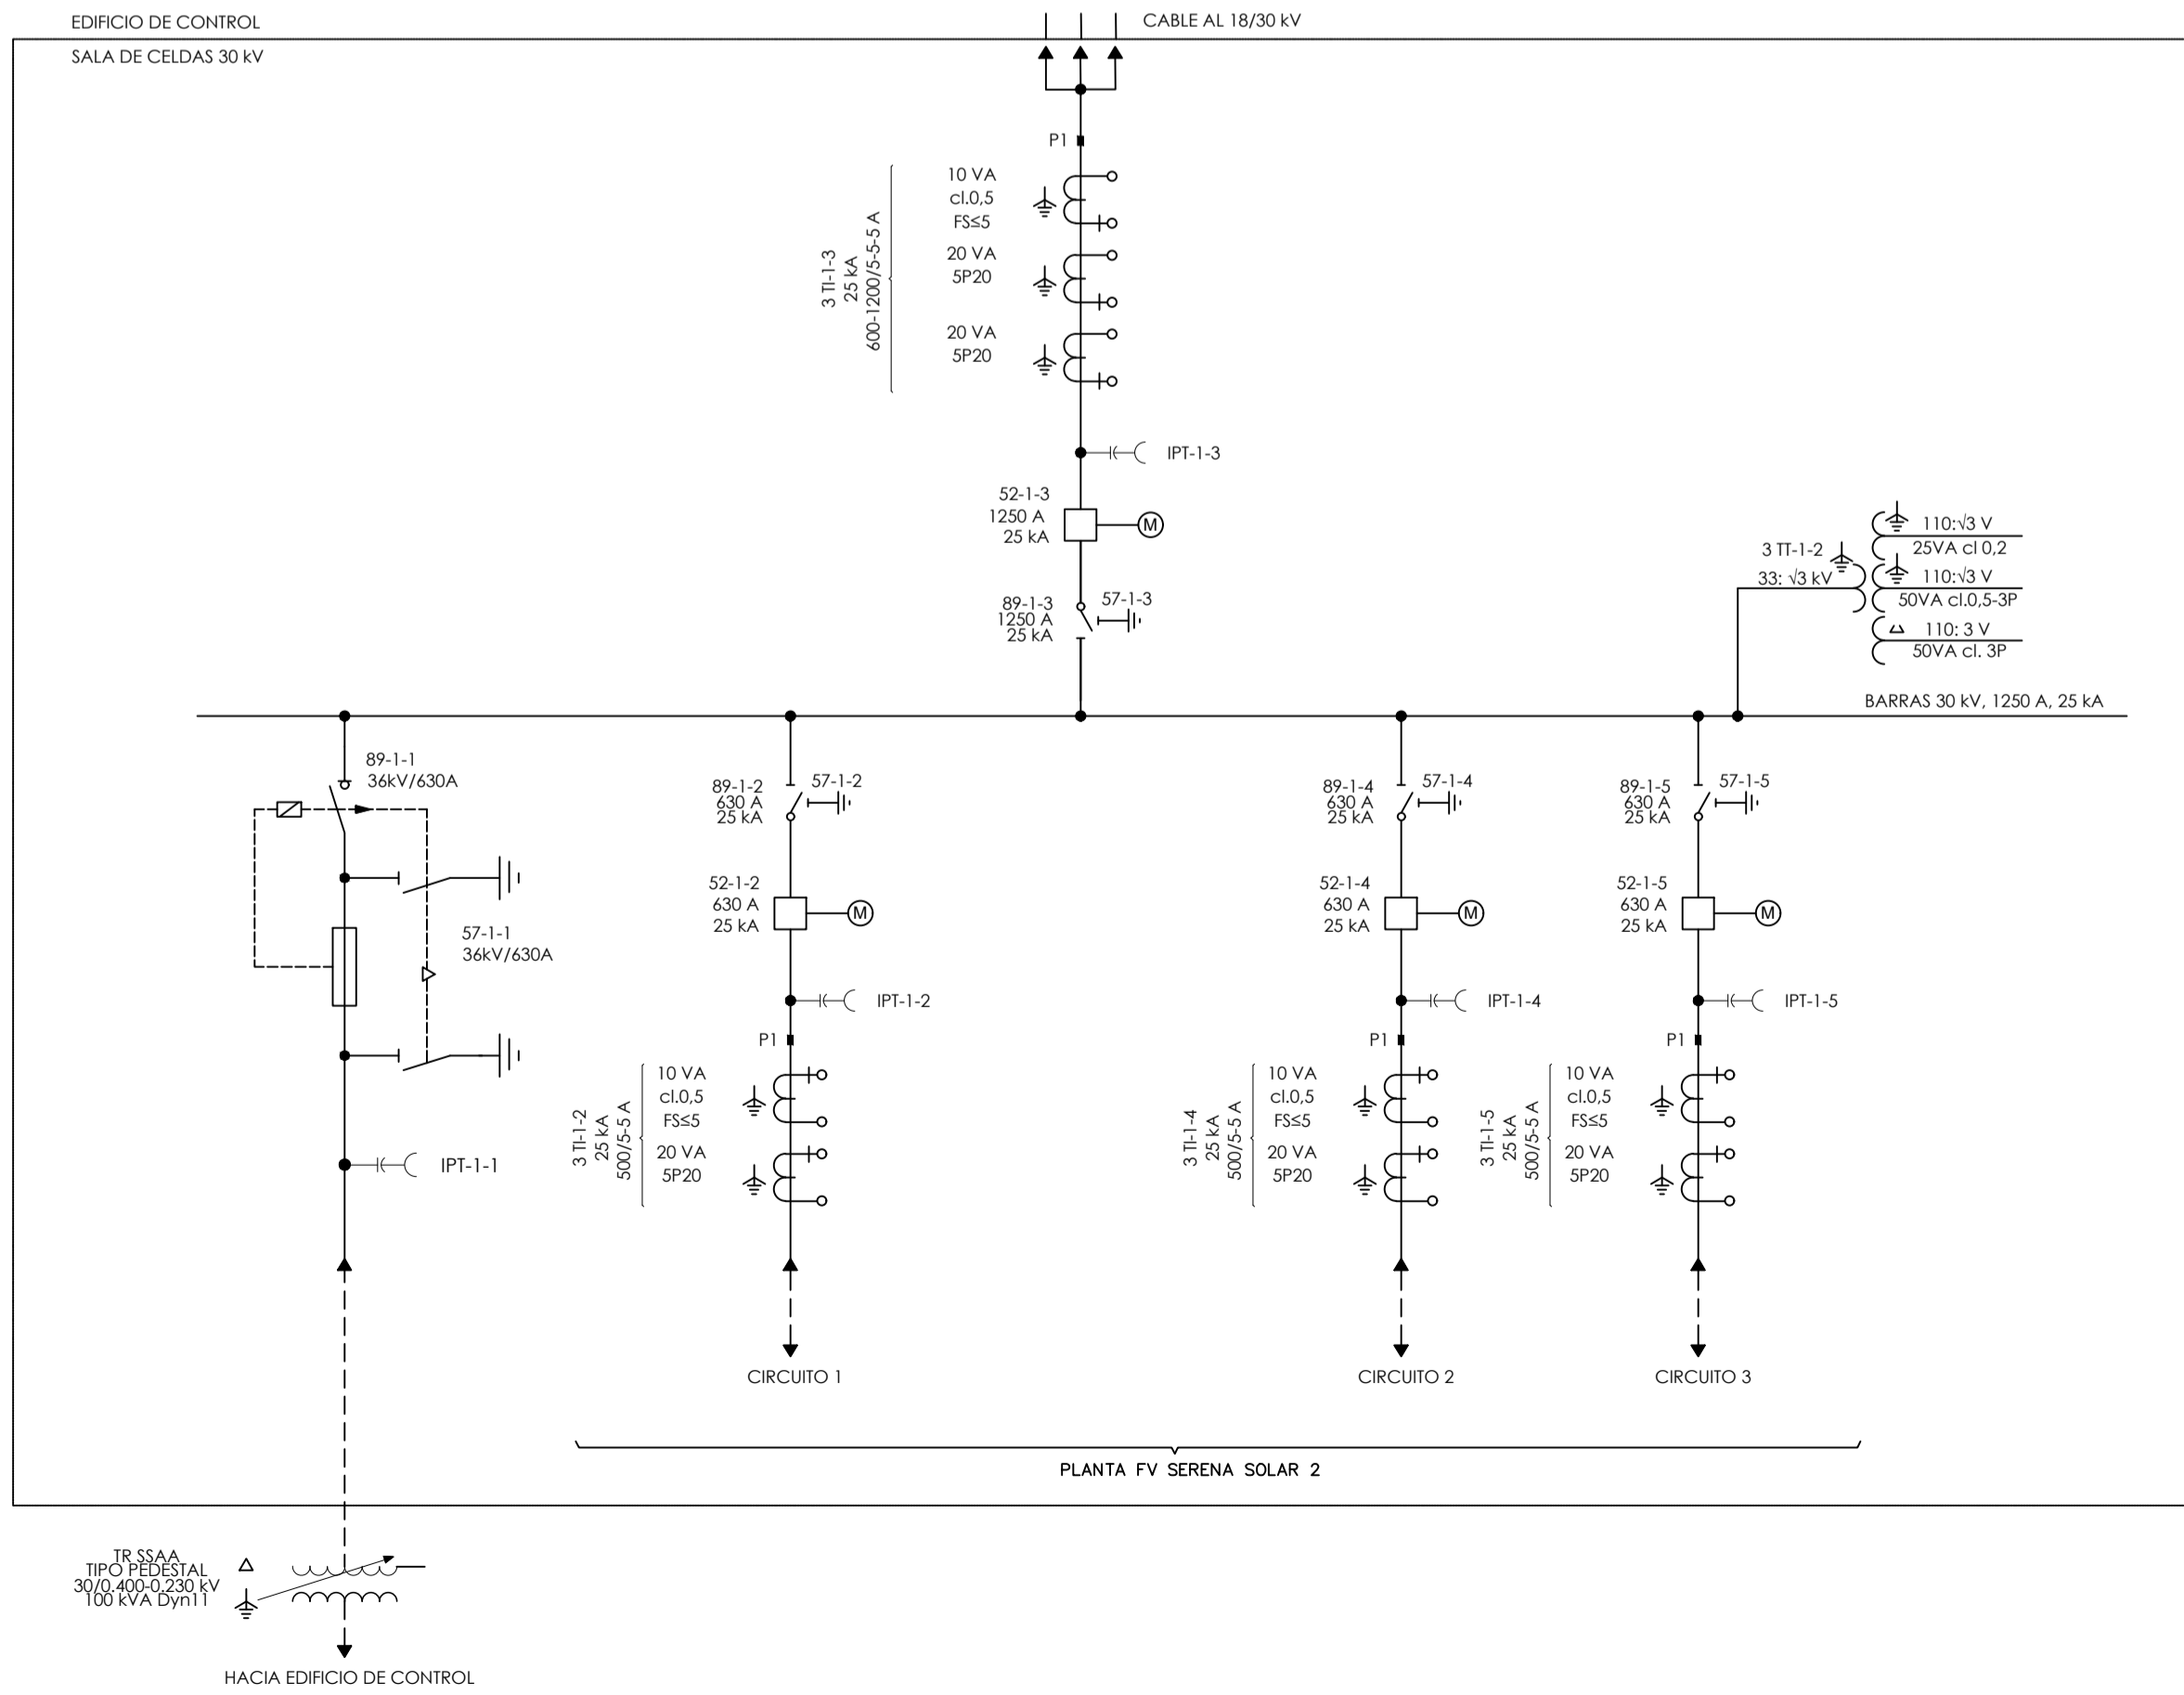 EDIFICIO DE CONTROL
CABLE AL 18/30 kV
SALA DE CELDAS 30 kV
P1
3 TI-1-3
25 kA
600-1200/5-5-5 A
10 VA
cl.0,5
FS≤5
20 VA
5P20
20 VA
5P20
IPT-1-3
52-1-3
1250 A
25 kA
M
89-1-3
1250 A
25 kA
57-1-3
3 TT-1-2
33: √3 kV
110:√3 V
25VA cl 0,2
110:√3 V
50VA cl.0,5-3P
110: 3 V
50VA cl. 3P
BARRAS 30 kV, 1250 A, 25 kA
89-1-1
36kV/630A
57-1-1
36kV/630A
IPT-1-1
89-1-2
630 A
25 kA
57-1-2
52-1-2
630 A
25 kA
M
IPT-1-2
P1
3 TI-1-2
25 kA
500/5-5 A
10 VA
cl.0,5
FS≤5
20 VA
5P20
CIRCUITO 1
89-1-4
630 A
25 kA
57-1-4
52-1-4
630 A
25 kA
M
IPT-1-4
P1
3 TI-1-4
25 kA
500/5-5 A
10 VA
cl.0,5
FS≤5
20 VA
5P20
CIRCUITO 2
89-1-5
630 A
25 kA
57-1-5
52-1-5
630 A
25 kA
M
IPT-1-5
P1
3 TI-1-5
25 kA
500/5-5 A
10 VA
cl.0,5
FS≤5
20 VA
5P20
CIRCUITO 3
PLANTA FV SERENA SOLAR 2
TR SSAA
TIPO PEDESTAL
30/0.400-0.230 kV
100 kVA Dyn11
HACIA EDIFICIO DE CONTROL